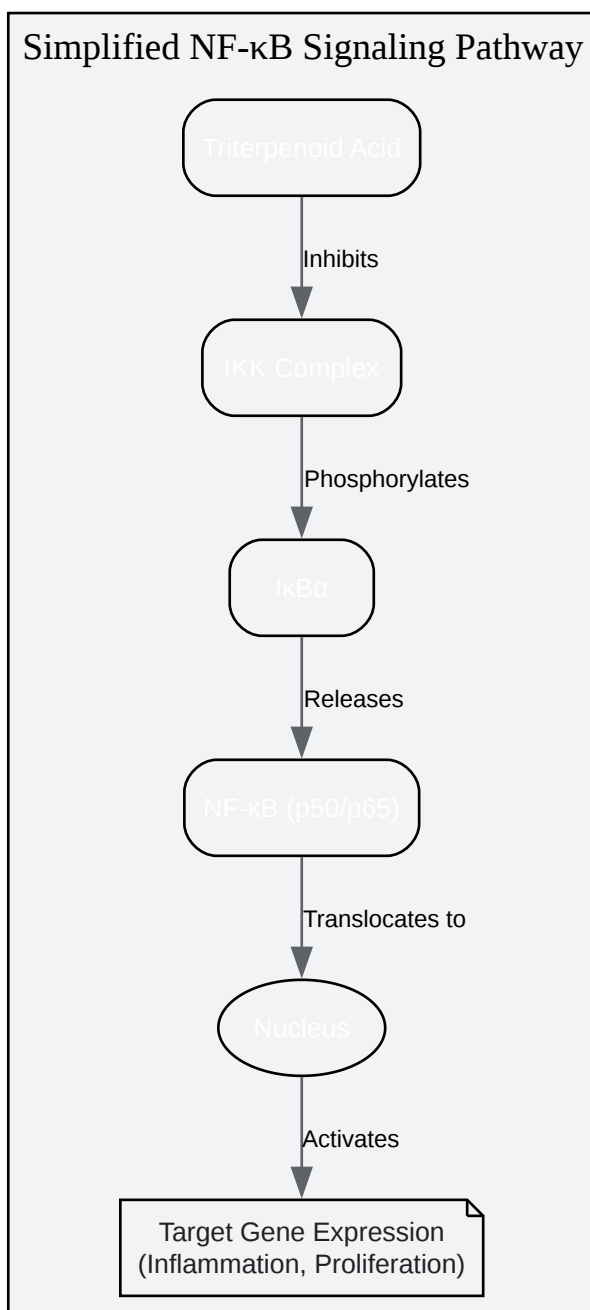 Simplified NF-κB Signaling Pathway
Triterpenoid Acid
Inhibits
IKK Complex
Phosphorylates
IκBα
Releases
NF-κB (p50/p65)
Translocates to
Nucleus
Activates
Target Gene Expression
(Inflammation, Proliferation)